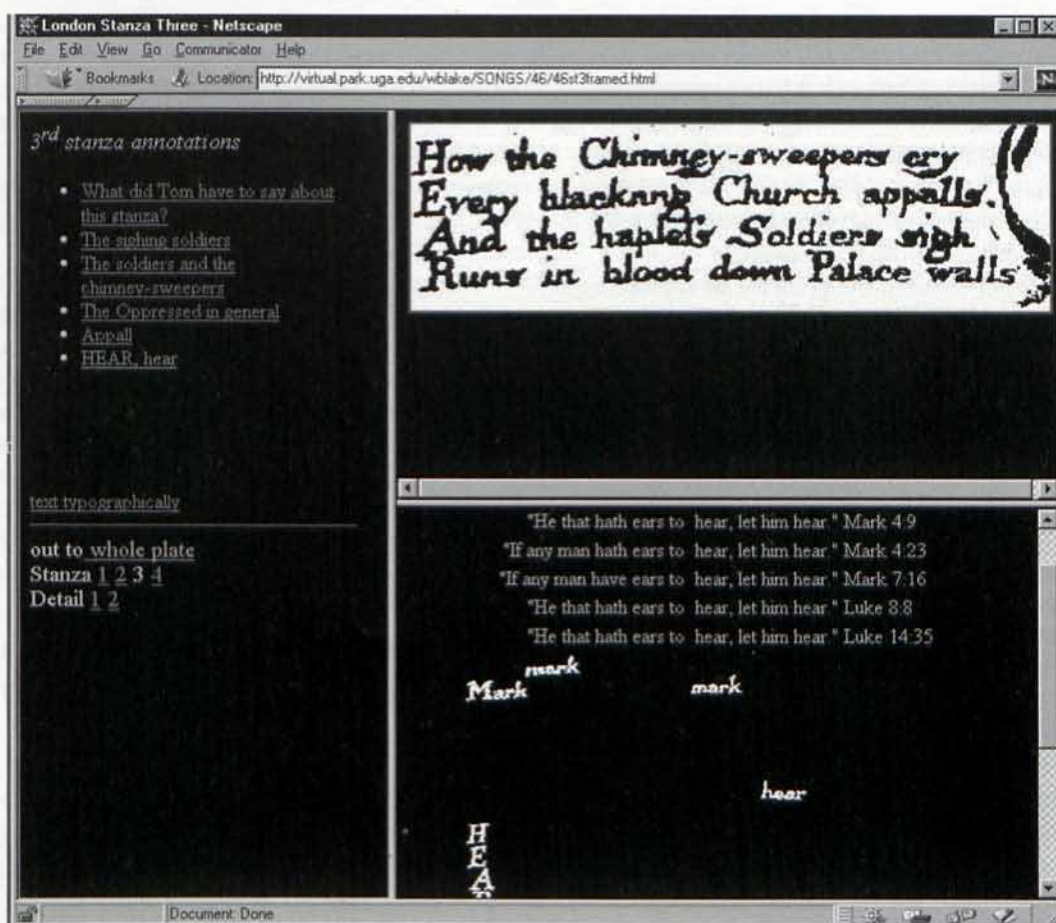 London Stanza Three - Netscape
File Edit View Go Communicator Help
Bookmarks Location: http://virtual.park.uga.edu/wblake/SONGS/46/46st3framed.html
N
3rd stanza annotations
What did Tom have to say about
this stanza?
The sighing soldiers
The soldiers and the
chimney-sweepers
The Oppressed in general
Appall
HEAR, hear
text typographically
out to whole plate
Stanza 1 2 3 4
Detail 1 2
How the Chimney-sweepers cry
Every blackning Church appalls.
And the hapless Soldiers sigh
Runs in blood down Palace walls
"He that hath ears to hear, let him hear." Mark 4:9
"If any man hath ears to hear, let him hear." Mark 4:23
"If any man have ears to hear, let him hear." Mark 7:16
"He that hath ears to hear, let him hear." Luke 8:8
"He that hath ears to hear, let him hear." Luke 14:35
mark
Mark mark
hear
H
E
A
Document: Done